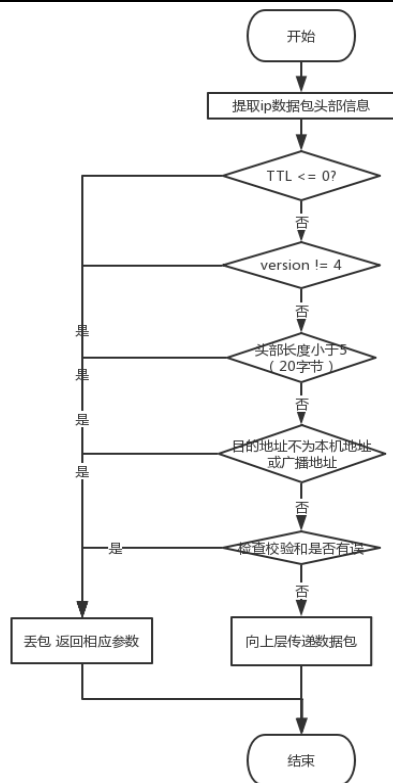 开始
提取ip数据包头部信息
TTL <= 0?
否
version != 4
否
是
头部长度小于5
（20字节）
是
否
是
目的地址不为本机地址
或广播地址
是
否
是
检查校验和是否有误
否
丢包 返回相应参数
向上层传递数据包
结束